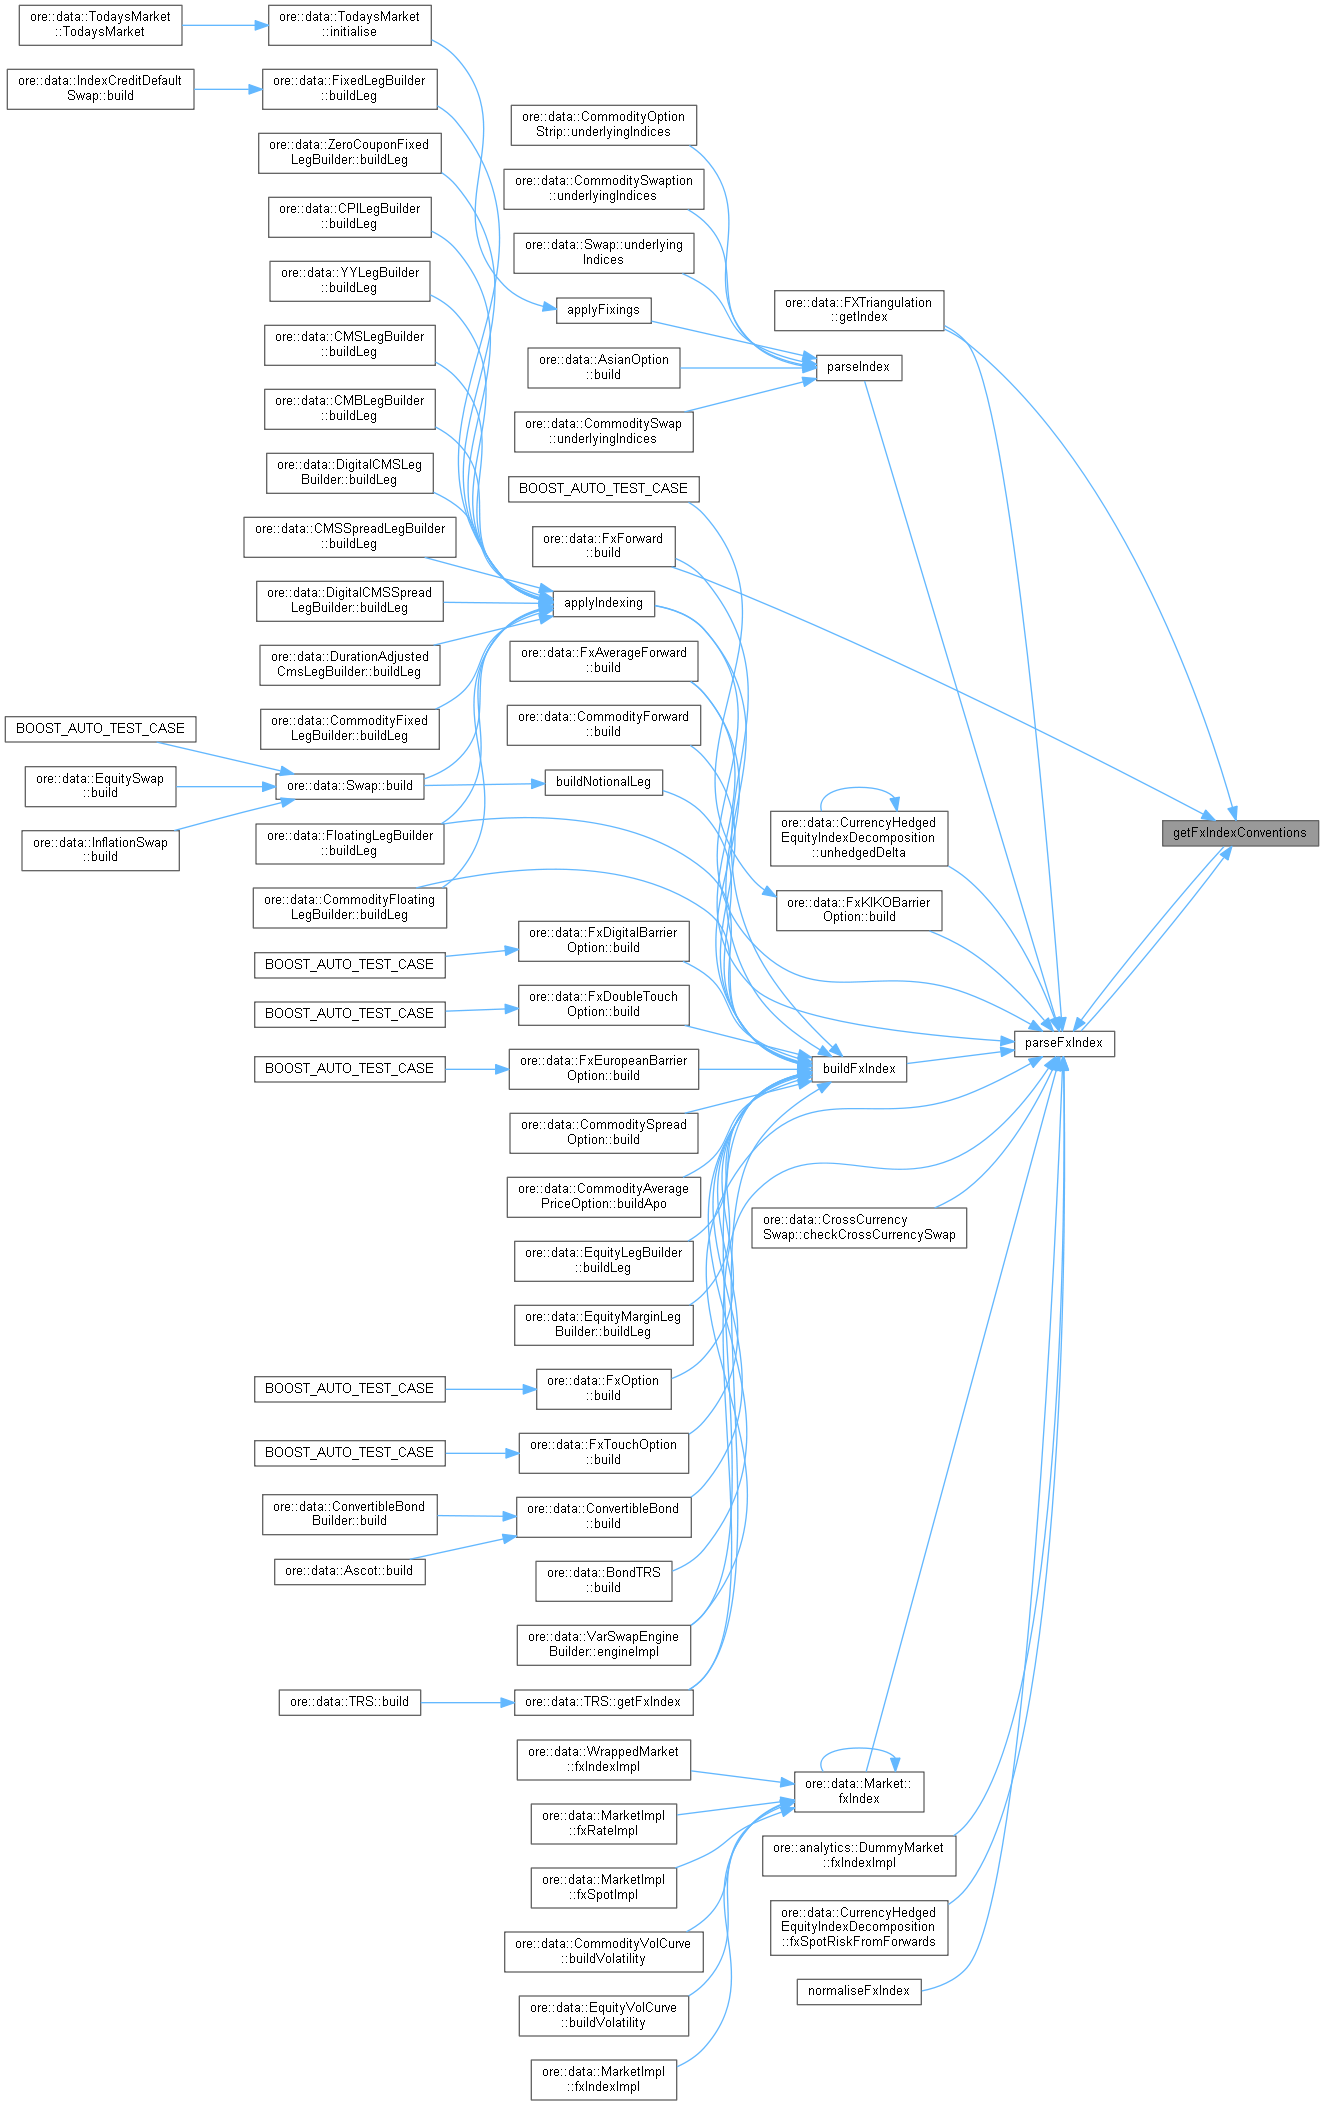 ore::data::TodaysMarket
::TodaysMarket
ore::data::IndexCreditDefault
Swap::build
BOOST_AUTO_TEST_CASE
ore::data::EquitySwap
::build
ore::data::InflationSwap
::build
ore::data::TodaysMarket
::initialise
ore::data::FixedLegBuilder
::buildLeg
ore::data::ZeroCouponFixed
LegBuilder::buildLeg
ore::data::CPILegBuilder
::buildLeg
ore::data::YYLegBuilder
::buildLeg
ore::data::CMSLegBuilder
::buildLeg
ore::data::CMBLegBuilder
::buildLeg
ore::data::DigitalCMSLeg
Builder::buildLeg
ore::data::CMSSpreadLegBuilder
::buildLeg
ore::data::DigitalCMSSpread
LegBuilder::buildLeg
ore::data::DurationAdjusted
CmsLegBuilder::buildLeg
ore::data::CommodityFixed
LegBuilder::buildLeg
ore::data::Swap::build
ore::data::FloatingLegBuilder
::buildLeg
ore::data::CommodityFloating
LegBuilder::buildLeg
BOOST_AUTO_TEST_CASE
BOOST_AUTO_TEST_CASE
BOOST_AUTO_TEST_CASE
BOOST_AUTO_TEST_CASE
BOOST_AUTO_TEST_CASE
ore::data::ConvertibleBond
Builder::build
ore::data::Ascot::build
ore::data::TRS::build
ore::data::CommodityOption
Strip::underlyingIndices
ore::data::CommoditySwaption
::underlyingIndices
ore::data::Swap::underlying
Indices
applyFixings
ore::data::AsianOption
::build
ore::data::CommoditySwap
::underlyingIndices
BOOST_AUTO_TEST_CASE
ore::data::FxForward
::build
applyIndexing
ore::data::FxAverageForward
::build
ore::data::CommodityForward
::build
buildNotionalLeg
ore::data::FxDigitalBarrier
Option::build
ore::data::FxDoubleTouch
Option::build
ore::data::FxEuropeanBarrier
Option::build
ore::data::CommoditySpread
Option::build
ore::data::CommodityAverage
PriceOption::buildApo
ore::data::EquityLegBuilder
::buildLeg
ore::data::EquityMarginLeg
Builder::buildLeg
ore::data::FxOption
::build
ore::data::FxTouchOption
::build
ore::data::ConvertibleBond
::build
ore::data::BondTRS
::build
ore::data::VarSwapEngine
Builder::engineImpl
ore::data::TRS::getFxIndex
ore::data::WrappedMarket
::fxIndexImpl
ore::data::MarketImpl
::fxRateImpl
ore::data::MarketImpl
::fxSpotImpl
ore::data::CommodityVolCurve
::buildVolatility
ore::data::EquityVolCurve
::buildVolatility
ore::data::MarketImpl
::fxIndexImpl
ore::data::FXTriangulation
::getIndex
parseIndex
ore::data::CurrencyHedged
EquityIndexDecomposition
::unhedgedDelta
ore::data::FxKIKOBarrier
Option::build
buildFxIndex
ore::data::CrossCurrency
Swap::checkCrossCurrencySwap
ore::data::Market::
fxIndex
ore::analytics::DummyMarket
::fxIndexImpl
ore::data::CurrencyHedged
EquityIndexDecomposition
::fxSpotRiskFromForwards
normaliseFxIndex
parseFxIndex
getFxIndexConventions